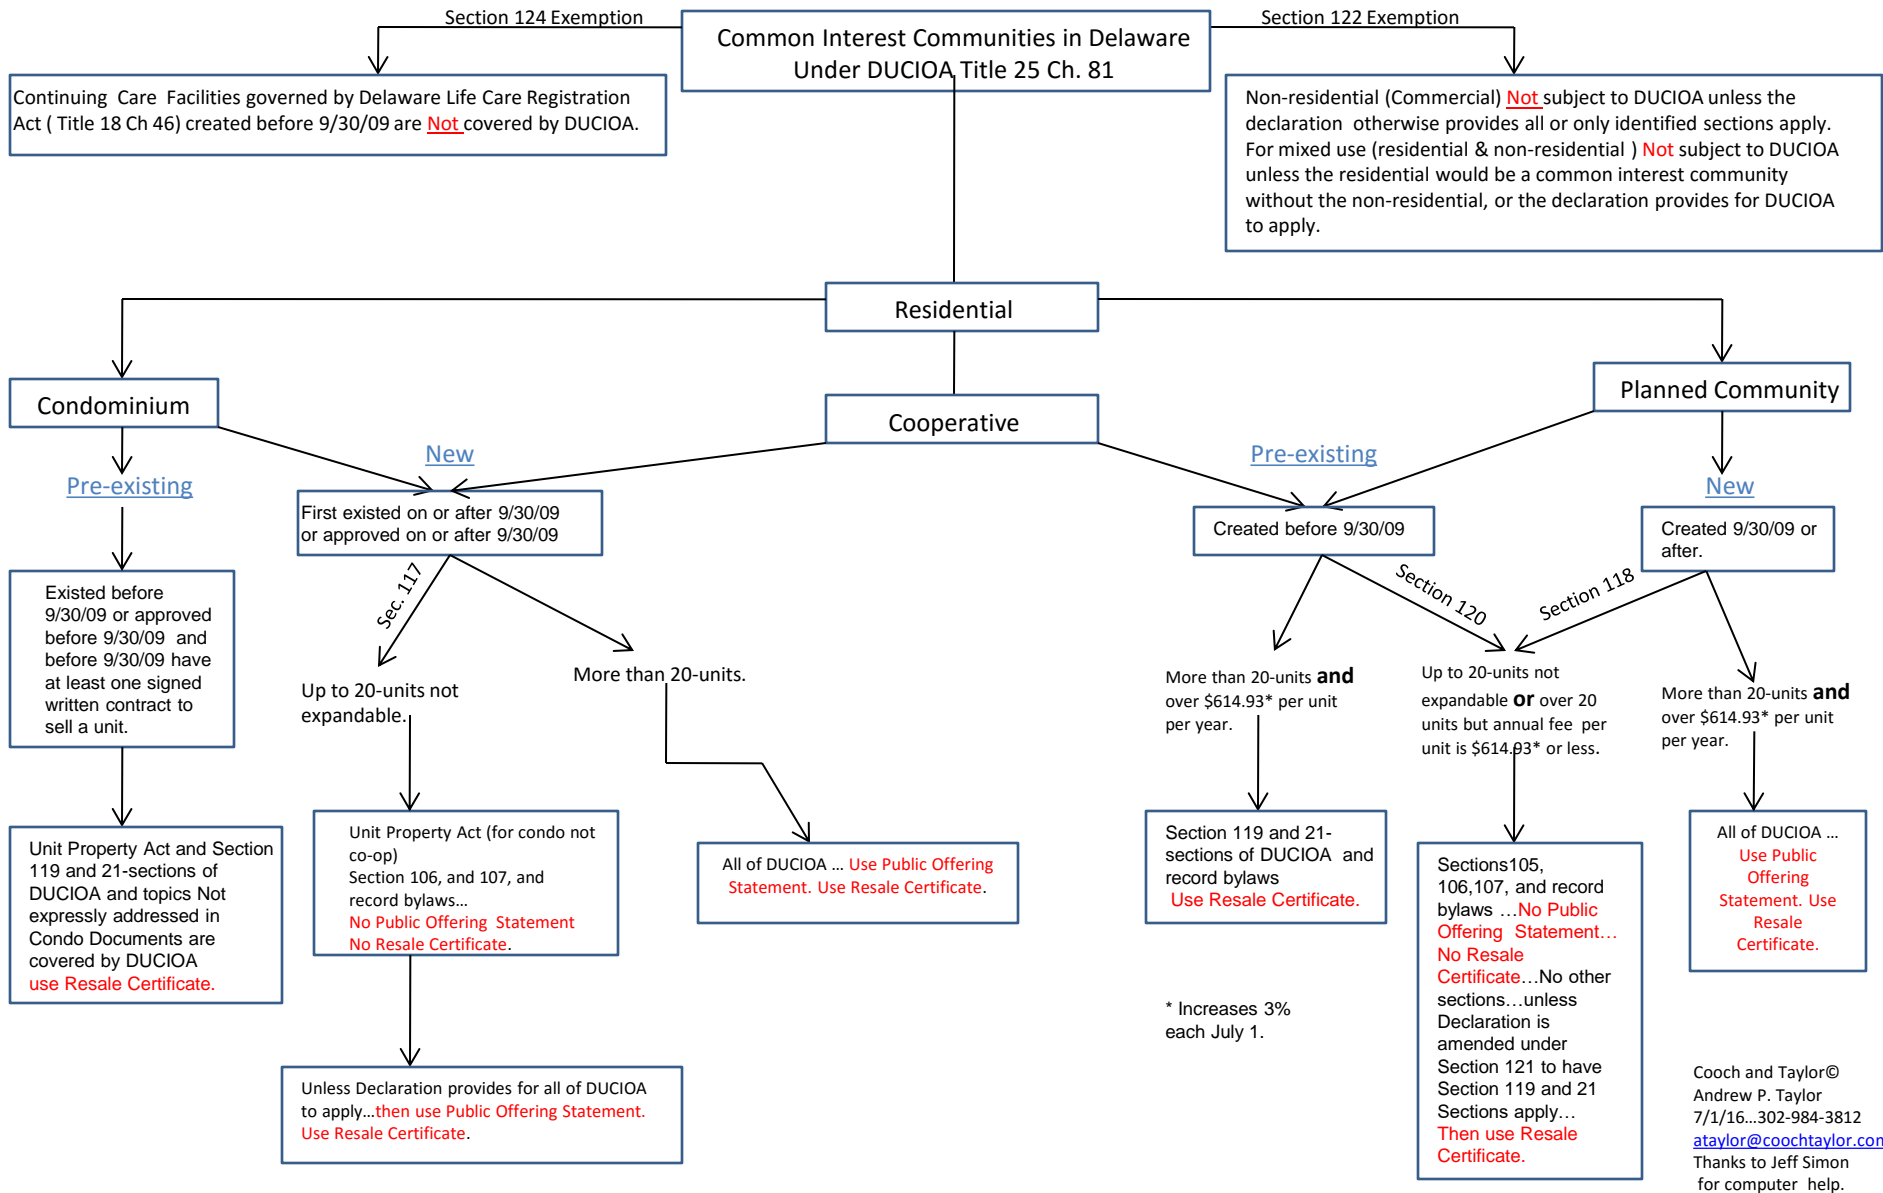 Section 124 Exemption
Section 122 Exemption
Common Interest Communities in Delaware
Under DUCIOA Title 25 Ch. 81
Continuing Care Facilities governed by Delaware Life Care Registration
Act ( Title 18 Ch 46) created before 9/30/09 are Not covered by DUCIOA.
Non-residential (Commercial) Not subject to DUCIOA unless the
declaration otherwise provides all or only identified sections apply.
For mixed use (residential & non-residential ) Not subject to DUCIOA
unless the residential would be a common interest community
without the non-residential, or the declaration provides for DUCIOA
to apply.
Residential
Condominium
Cooperative
Planned Community
Pre-existing
New
Pre-existing
New
First existed on or after 9/30/09
or approved on or after 9/30/09
Created before 9/30/09
Created 9/30/09 or
after.
Existed before
9/30/09 or approved
before 9/30/09 and
before 9/30/09 have
at least one signed
written contract to
sell a unit.
Sec. 117
Section 120
Section 118
Up to 20-units not
expandable.
More than 20-units.
More than 20-units and
over $614.93* per unit
per year.
Up to 20-units not
expandable or over 20
units but annual fee per
unit is $614.93* or less.
More than 20-units and
over $614.93* per unit
per year.
Unit Property Act and Section
119 and 21-sections of
DUCIOA and topics Not
expressly addressed in
Condo Documents are
covered by DUCIOA
use Resale Certificate.
Unit Property Act (for condo not
co-op)
Section 106, and 107, and
record bylaws…
No Public Offering Statement
No Resale Certificate.
All of DUCIOA … Use Public Offering
Statement. Use Resale Certificate.
Section 119 and 21-
sections of DUCIOA and
record bylaws
Use Resale Certificate.
Sections105,
106,107, and record
bylaws …No Public
Offering Statement…
No Resale
Certificate…No other
sections…unless
Declaration is
amended under
Section 121 to have
Section 119 and 21
Sections apply…
Then use Resale
Certificate.
All of DUCIOA …
Use Public
Offering
Statement. Use
Resale
Certificate.
* Increases 3%
each July 1.
Unless Declaration provides for all of DUCIOA
to apply…then use Public Offering Statement.
Use Resale Certificate.
Cooch and Taylor©
Andrew P. Taylor
7/1/16…302-984-3812
ataylor@coochtaylor.com
Thanks to Jeff Simon
for computer help.